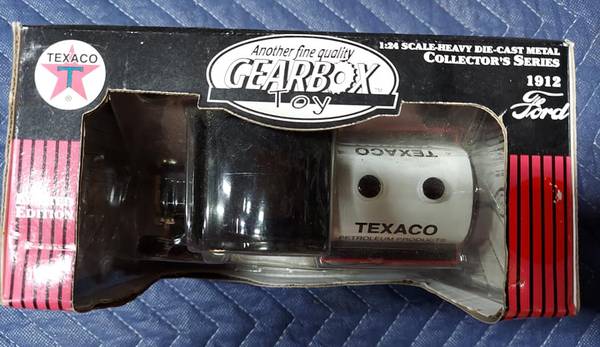 TEXACO
T
®
Another fine quality
GEARBOX
Toy
1:24 SCALE-HEAVY DIE-CAST METAL
COLLECTOR'S SERIES
1912
Ford
LIMITED
EDITION
TEXACO
TEXACO
PETROLEUM PRODUCTS